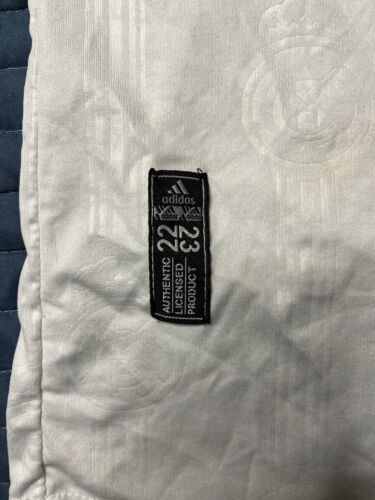 adidas
22
23
AUTHENTIC
LICENSED
PRODUCT